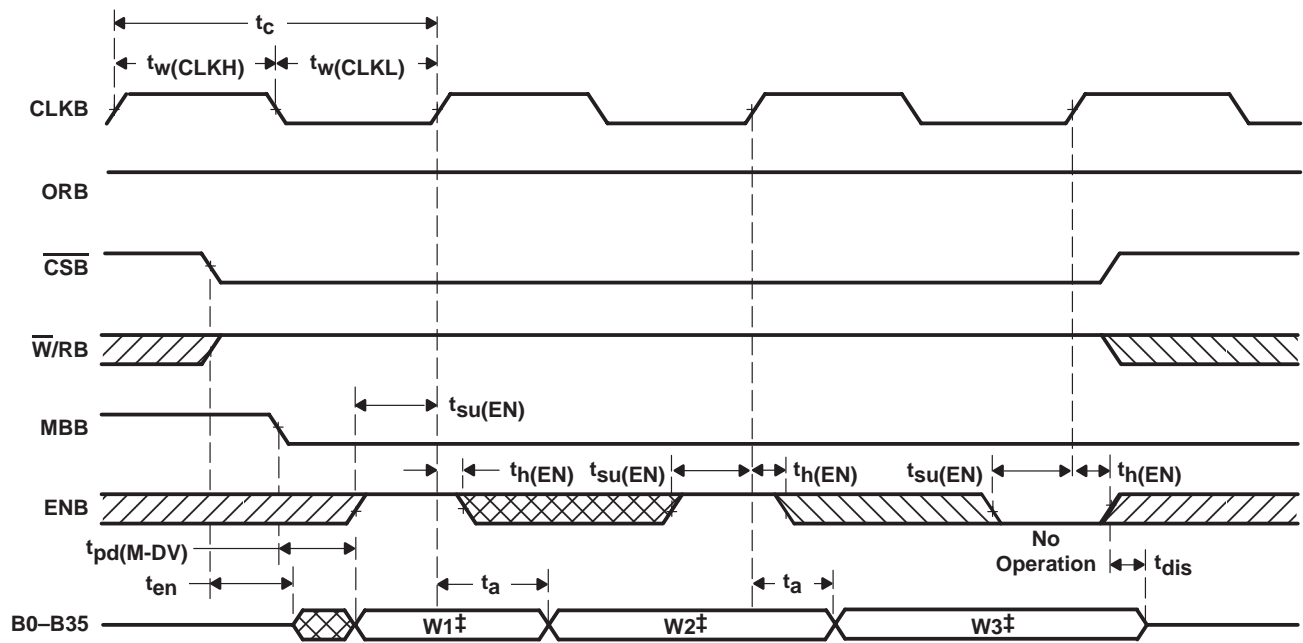 tc
tw(CLKH)
tw(CLKL)
CLKB
ORB
CSB
W/RB
tsu(EN)
MBB
th(EN)
tsu(EN)
th(EN)
tsu(EN)
th(EN)
ENB
No
Operation
tpd(M-DV)
tdis
ten
ta
ta
B0–B35
W1‡
W2‡
W3‡